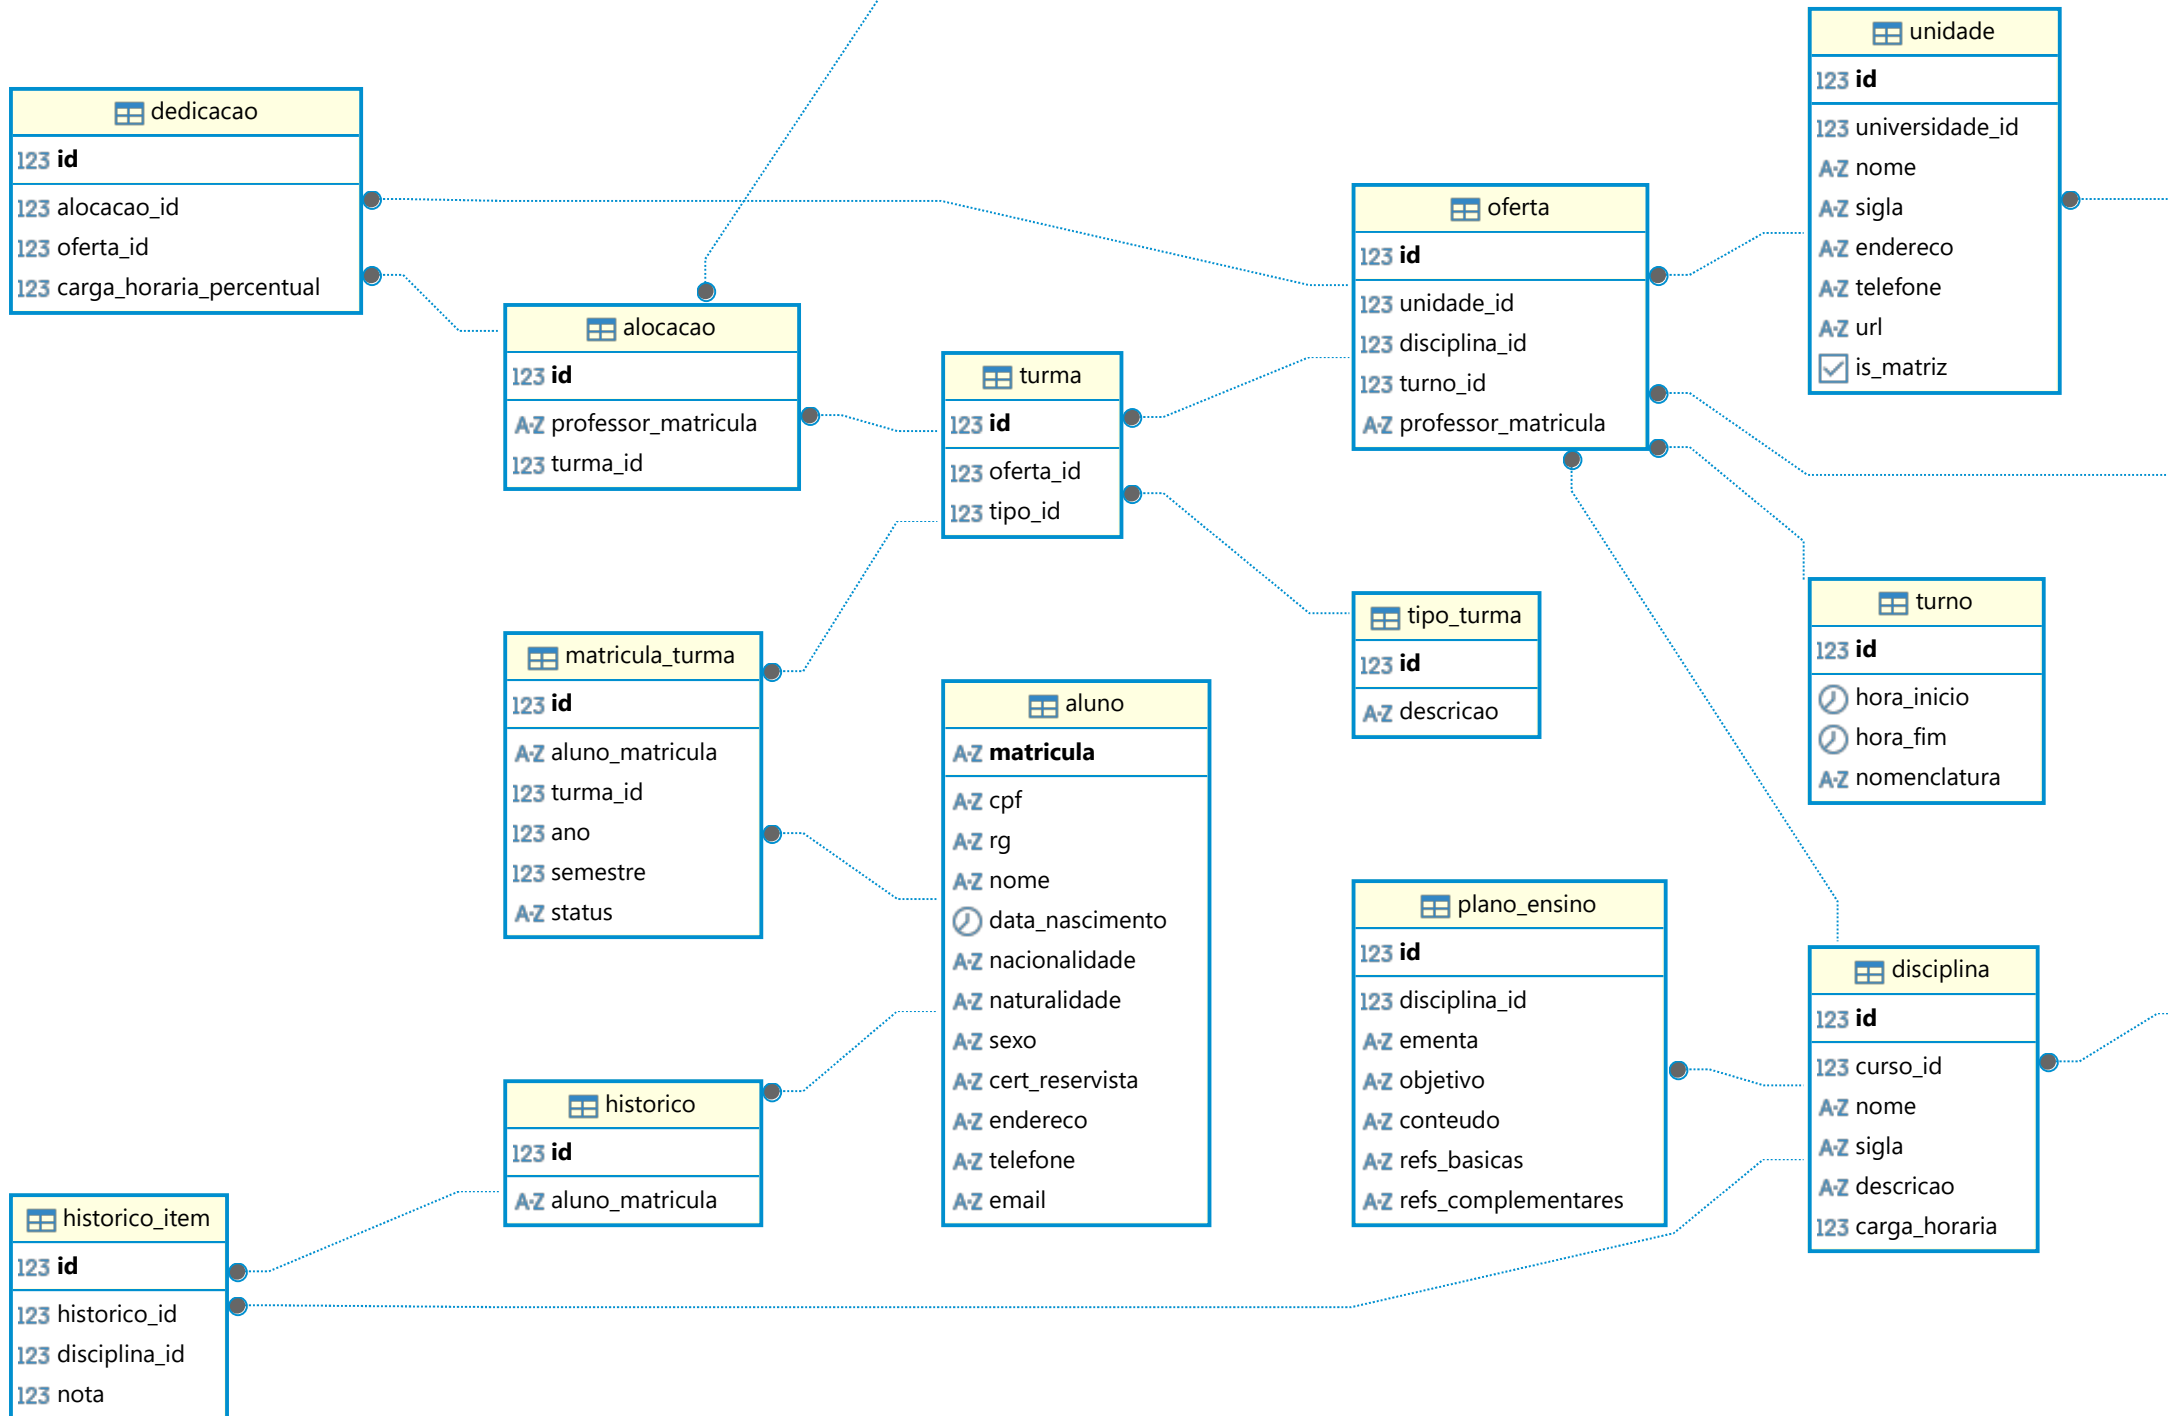 dedicacao
123 id
123 alocacao_id
123 oferta_id
123 carga_horaria_percentual
alocacao
123 id
A-Z professor_matricula
123 turma_id
turma
123 id
123 oferta_id
123 tipo_id
oferta
123 id
123 unidade_id
123 disciplina_id
123 turno_id
A-Z professor_matricula
unidade
123 id
123 universidade_id
A-Z nome
A-Z sigla
A-Z endereco
A-Z telefone
A-Z url
is_matriz
matricula_turma
123 id
A-Z aluno_matricula
123 turma_id
123 ano
123 semestre
A-Z status
aluno
A-Z matricula
A-Z cpf
A-Z rg
A-Z nome
data_nascimento
A-Z nacionalidade
A-Z naturalidade
A-Z sexo
A-Z cert_reservista
A-Z endereco
A-Z telefone
A-Z email
tipo_turma
123 id
A-Z descricao
turno
123 id
hora_inicio
hora_fim
A-Z nomenclatura
plano_ensino
123 id
123 disciplina_id
A-Z ementa
A-Z objetivo
A-Z conteudo
A-Z refs_basicas
A-Z refs_complementares
disciplina
123 id
123 curso_id
A-Z nome
A-Z sigla
A-Z descricao
123 carga_horaria
historico
123 id
A-Z aluno_matricula
historico_item
123 id
123 historico_id
123 disciplina_id
123 nota